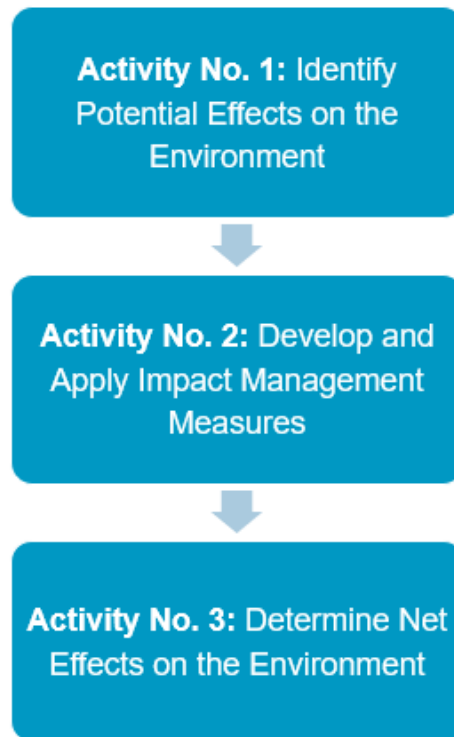 Activity No. 1: Identify
Potential Effects on the
Environment
Activity No. 2: Develop and
Apply Impact Management
Measures
Activity No. 3: Determine Net
Effects on the Environment